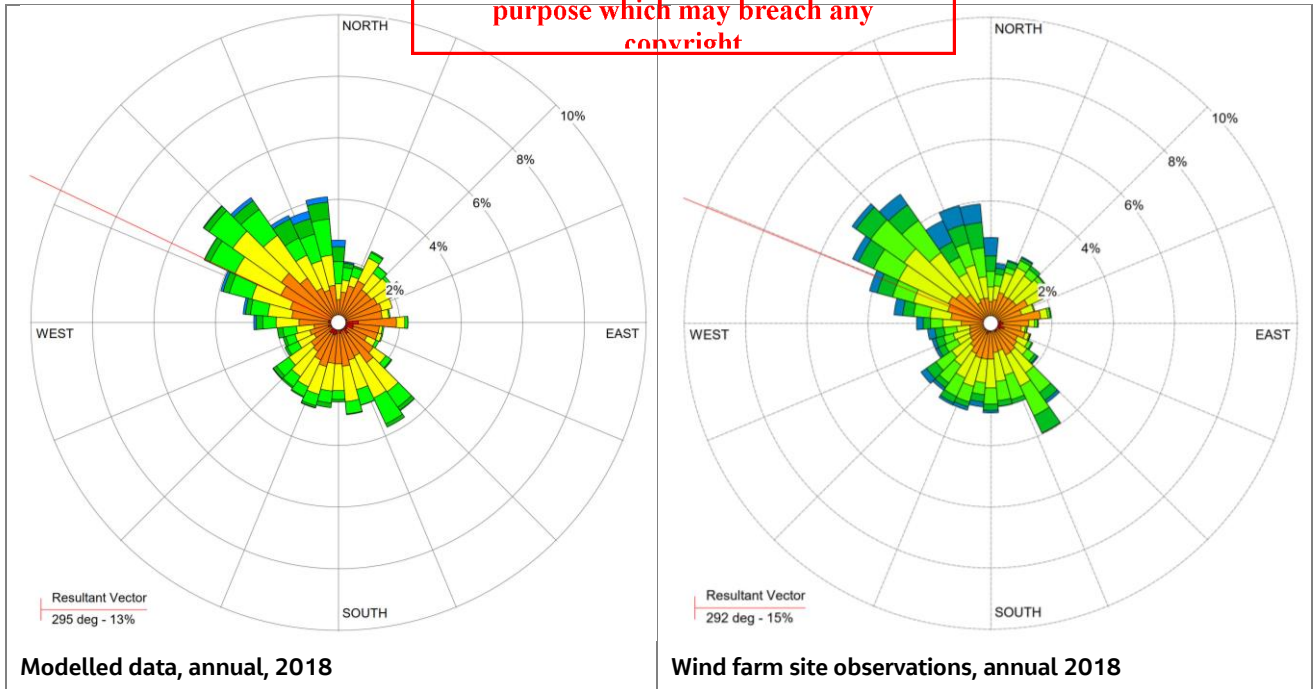 purpose which may breach any
copyright
NORTH
10%
8%
6%
4%
2%
WEST
EAST
SOUTH
Resultant Vector
295 deg - 13%
Modelled data, annual, 2018
NORTH
10%
8%
6%
4%
2%
WEST
EAST
SOUTH
Resultant Vector
292 deg - 15%
Wind farm site observations, annual 2018